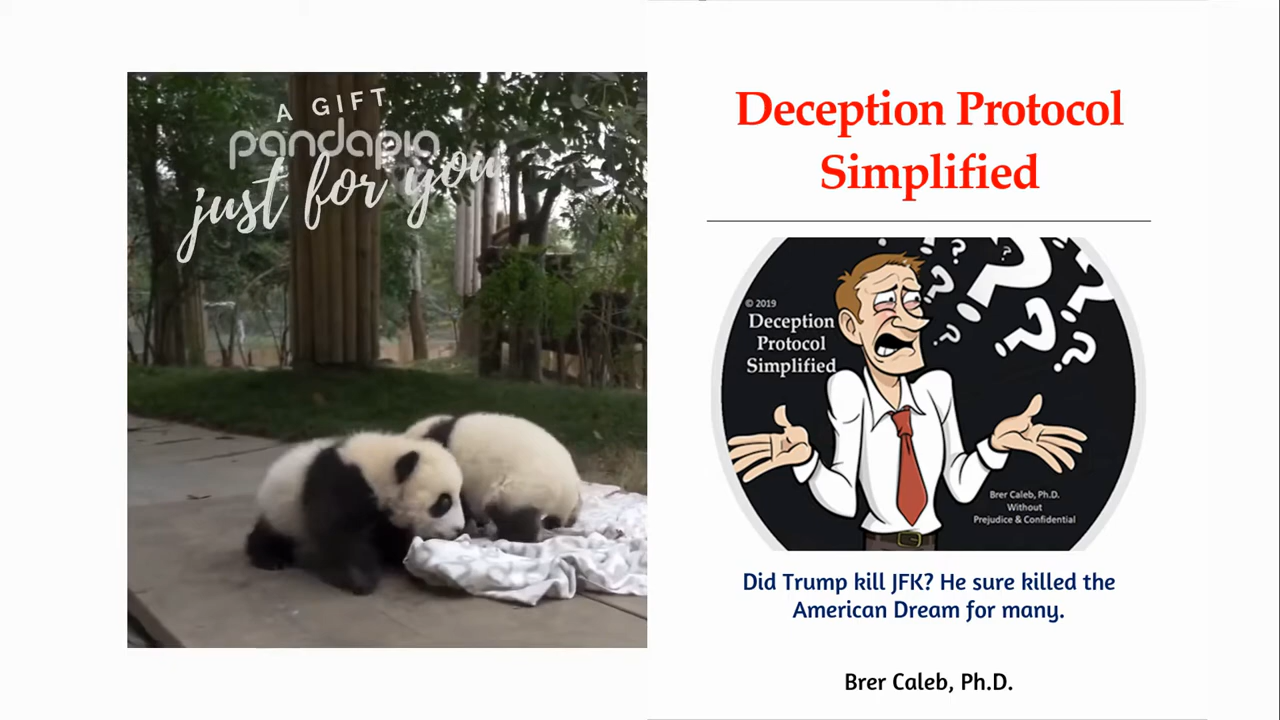 A GIFT
pandapia
just for you
Deception Protocol
Simplified
© 2019
Deception
Protocol
Simplified
Brer Caleb, Ph.D.
Without
Prejudice & Confidential
Did Trump kill JFK? He sure killed the
American Dream for many.
Brer Caleb, Ph.D.